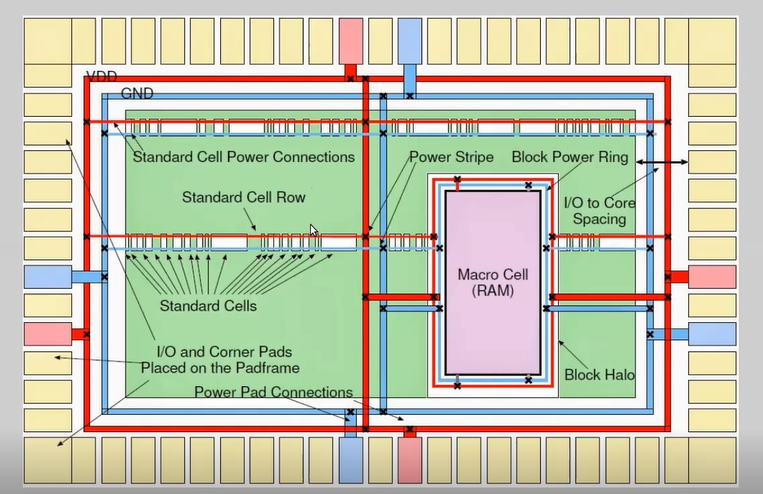 VDD
GND
Standard Cell Power Connections
Power Stripe
Block Power Ring
Standard Cell Row
I/O to Core
Spacing
Macro Cell
(RAM)
Standard Cells
I/O and Corner Pads
Placed on the Padframe
Block Halo
Power Pad Connections